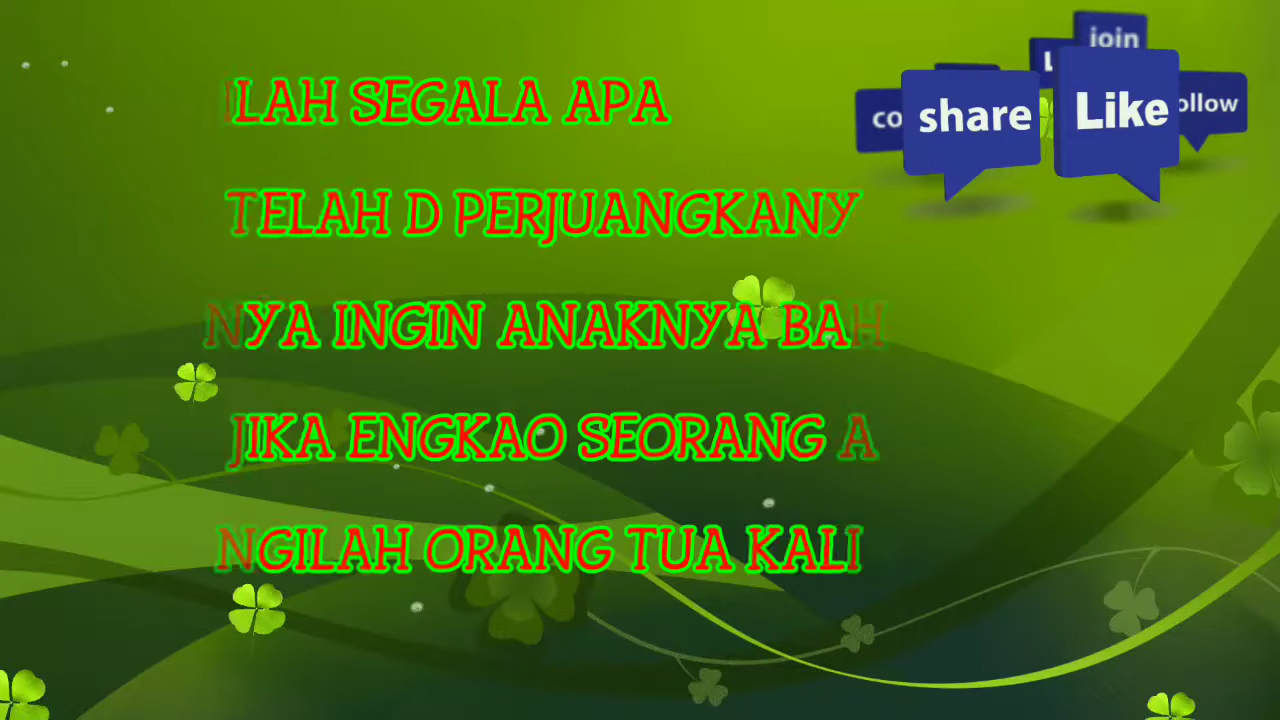 LAH SEGALA APA
TELAH D PERJUANGKANY
NYA INGIN ANAKNYA BAH
JIKA ENGKAO SEORANG A
NGILAH ORANG TUA KALI
join
share
Like